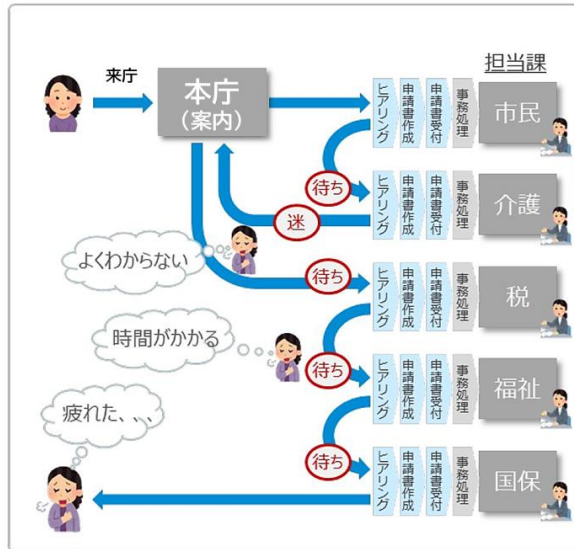 担当課
来庁
本庁
（案内）
ヒアリング
申請書作成
申請書受付
事務処理
市民
待ち
ヒアリング
申請書作成
申請書受付
事務処理
介護
迷
よくわからない
待ち
ヒアリング
申請書作成
申請書受付
事務処理
税
時間がかかる
待ち
ヒアリング
申請書作成
申請書受付
事務処理
福祉
疲れた、、、
待ち
ヒアリング
申請書作成
申請書受付
事務処理
国保